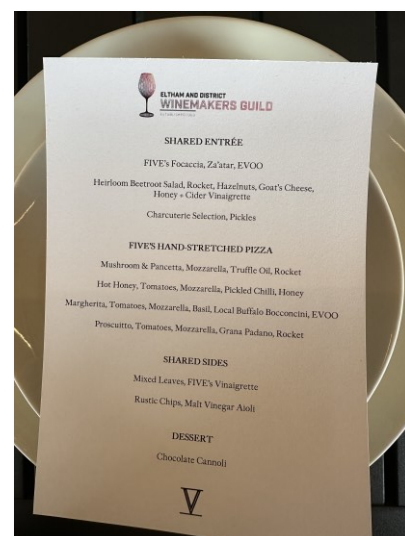 ELTHAM AND DISTRICT
WINEMAKERS GUILD
SHARED ENTRÉE
FIVE's Focaccia, Za'atar, EVOO
Heirloom Beetroot Salad, Rocket, Hazelnuts, Goat's Cheese,
Honey + Cider Vinaigrette
Charcuterie Selection, Pickles
FIVE'S HAND-STRETCHED PIZZA
Mushroom & Pancetta, Mozzarella, Truffle Oil, Rocket
Hot Honey, Tomatoes, Mozzarella, Pickled Chilli, Honey
Margherita, Tomatoes, Mozzarella, Basil, Local Buffalo Bocconcini, EVOO
Proscuitto, Tomatoes, Mozzarella, Grana Padano, Rocket
SHARED SIDES
Mixed Leaves, FIVE's Vinaigrette
Rustic Chips, Malt Vinegar Aioli
DESSERT
Chocolate Cannoli
V